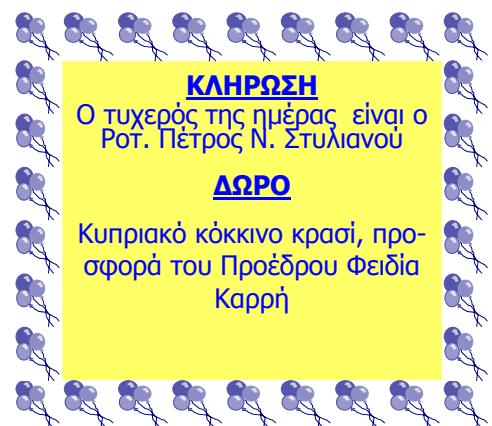 ΚΛΗΡΩΣΗ
Ο τυχερός της ημέρας είναι ο
Ροτ. Πέτρος Ν. Στυλιανού
ΔΩΡΟ
Κυπριακό κόκκινο κρασί, προ-
σφορά του Προέδρου Φειδία
Καρρή